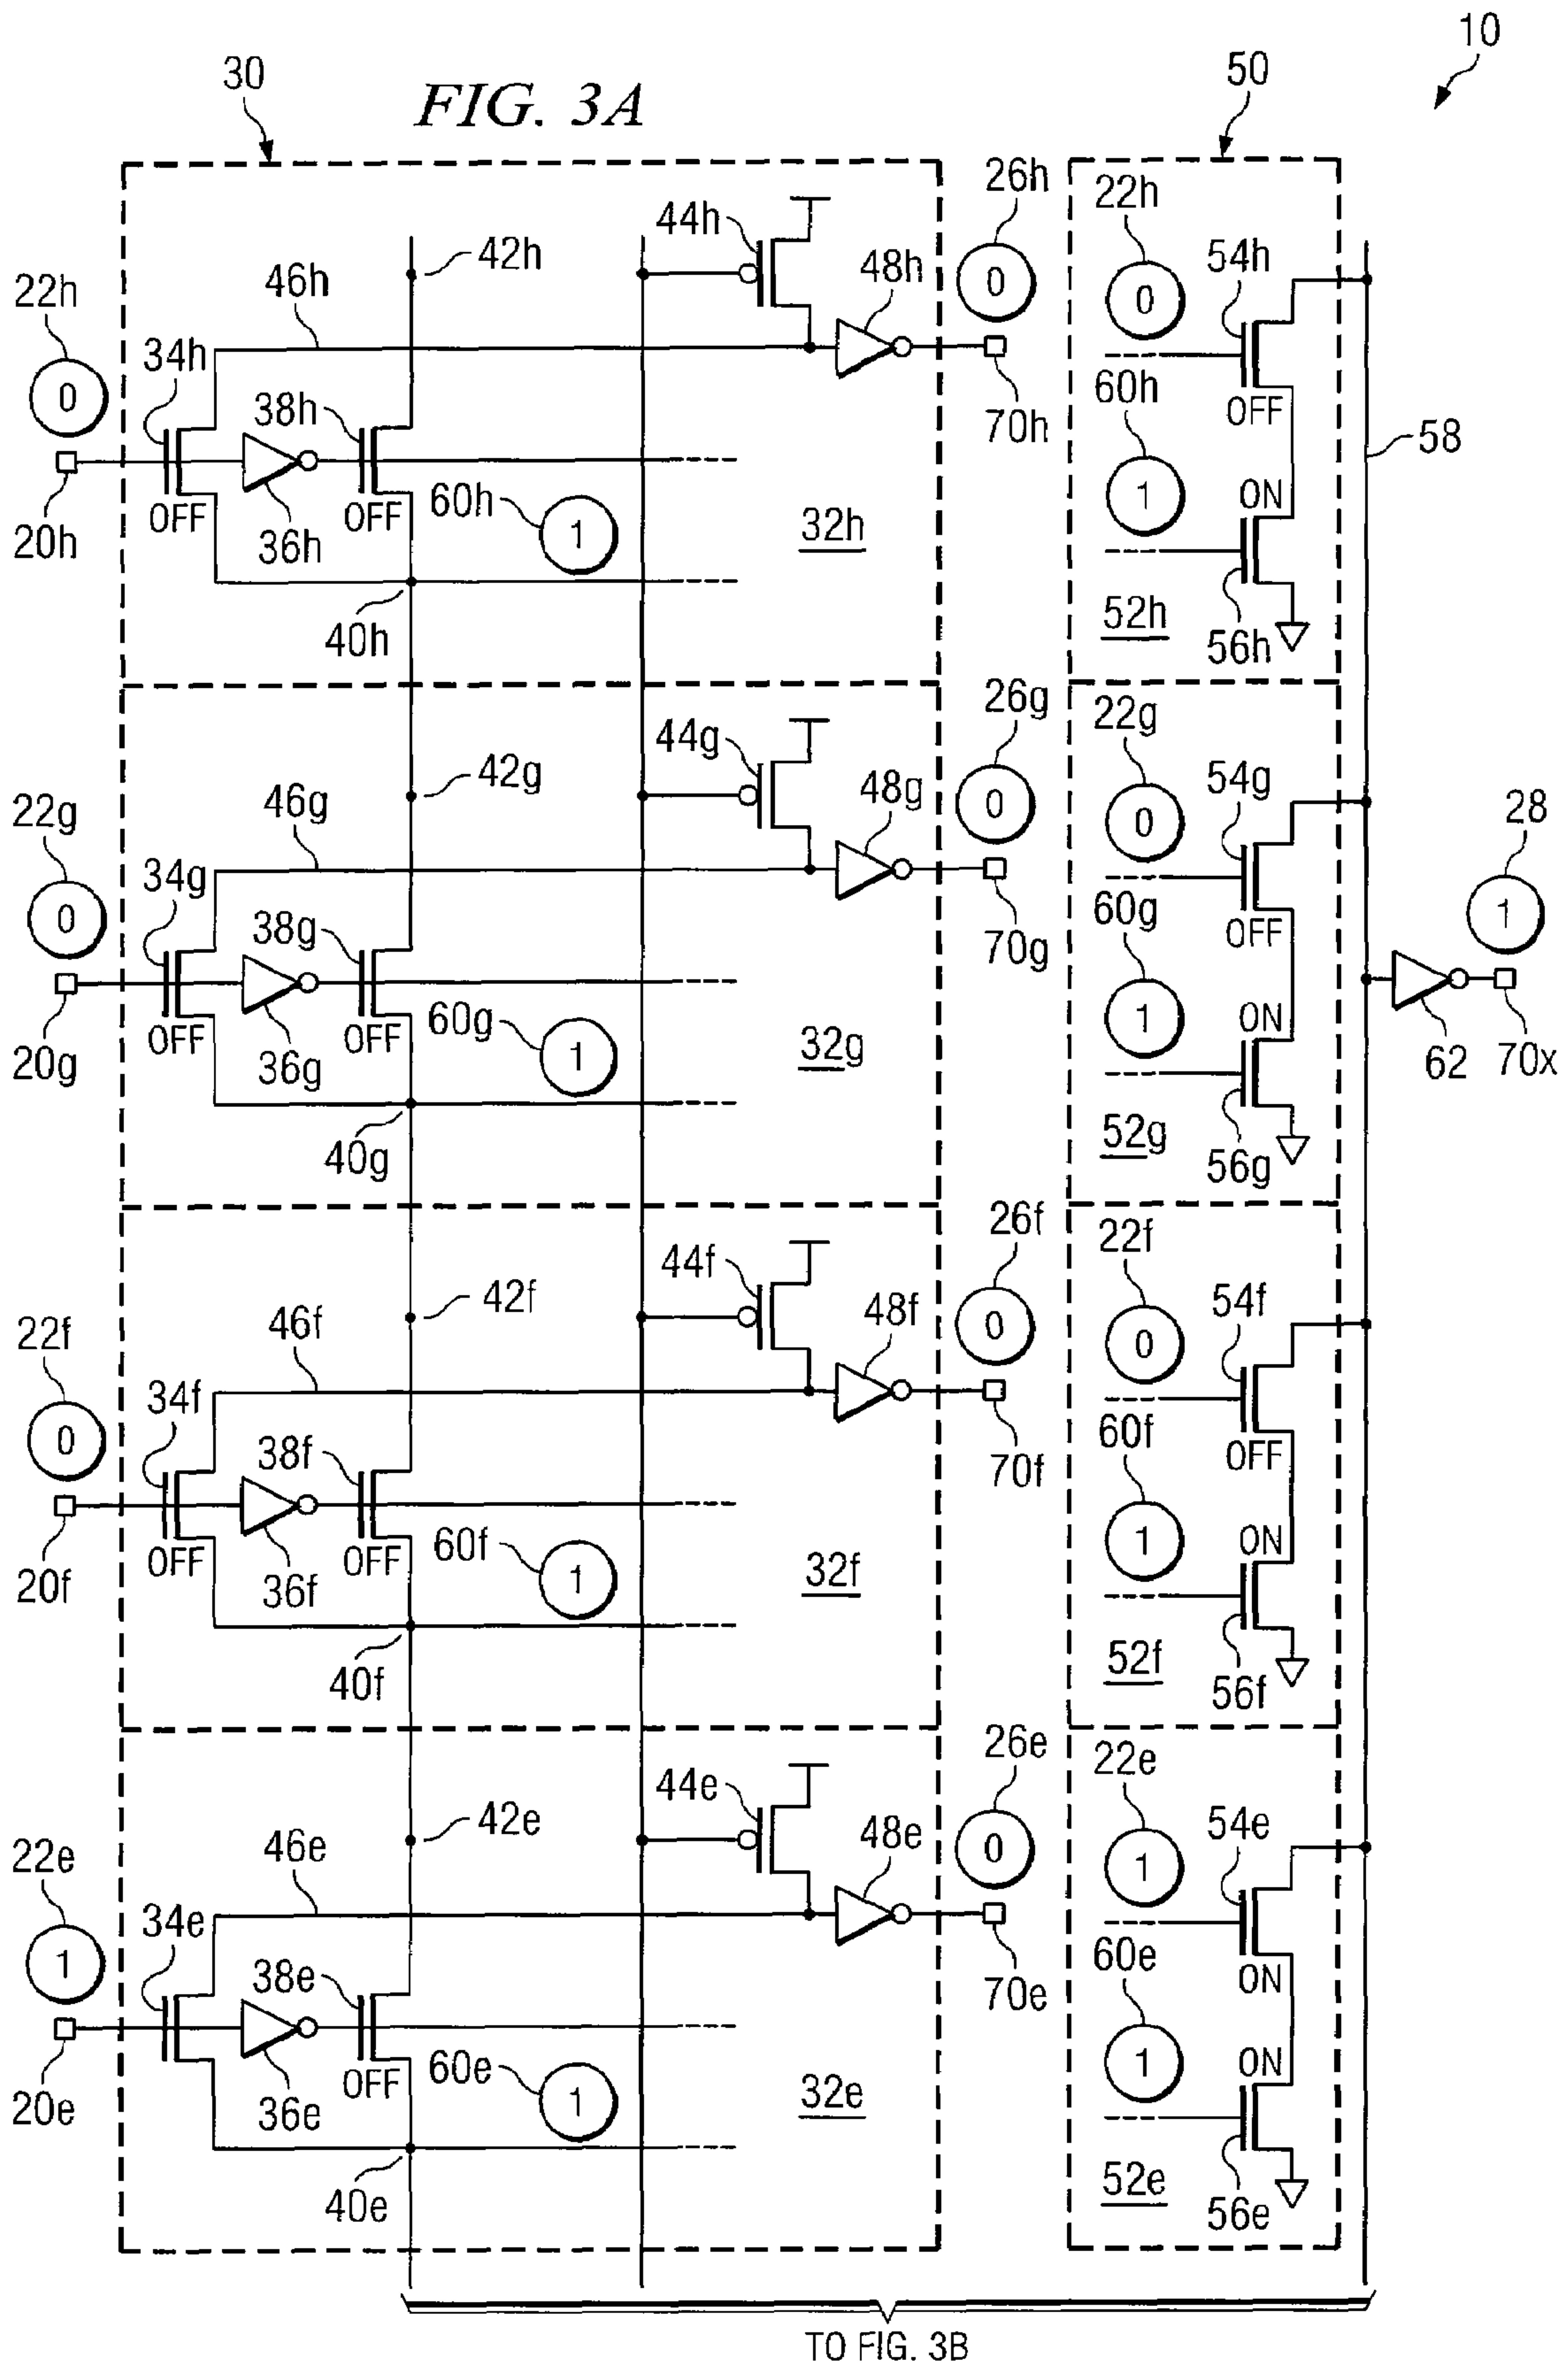 10
30
FIG. 3A
50
26h
22h
44h
42h
54h
46h
48h
0
0
22h
34h
0
38h
60h
70h
OFF
58
60h
1
1
ON
OFF
OFF
20h
36h
32h
52h
40h
56h
26g
22g
44g
42g
54g
46g
48g
0
0
28
22g
34g
0
38g
60g
70g
OFF
1
60g
1
1
ON
OFF
OFF
20g
36g
32g
62
70x
52g
40g
56g
26f
22f
44f
42f
54f
46f
48f
0
0
22f
34f
0
38f
60f
70f
OFF
60f
1
1
ON
OFF
OFF
20f
36f
32f
52f
40f
56f
26e
22e
44e
42e
54e
46e
48e
0
1
22e
34e
1
38e
60e
70e
ON
60e
1
1
ON
OFF
20e
36e
32e
52e
40e
56e
TO FIG. 3B